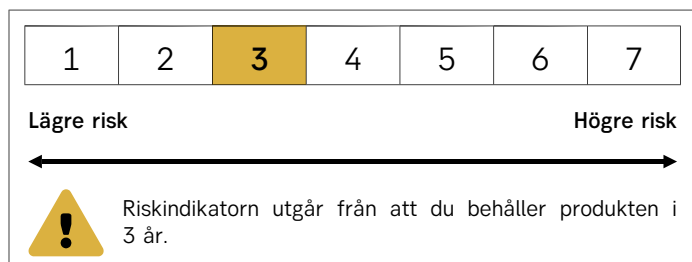 1 2 3 4 5 6 7
Lägre risk Högre risk
Riskindikatorn utgår från att du behåller produkten i
3 år.